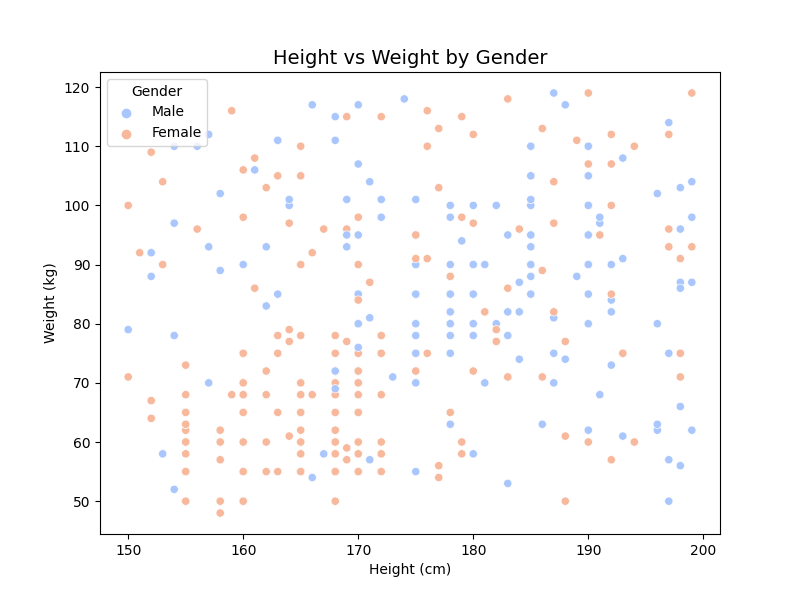 Height vs Weight by Gender
Gender
Male
Female
120
110
100
90
80
70
60
50
Weight (kg)
150 160 170 180 190 200
Height (cm)